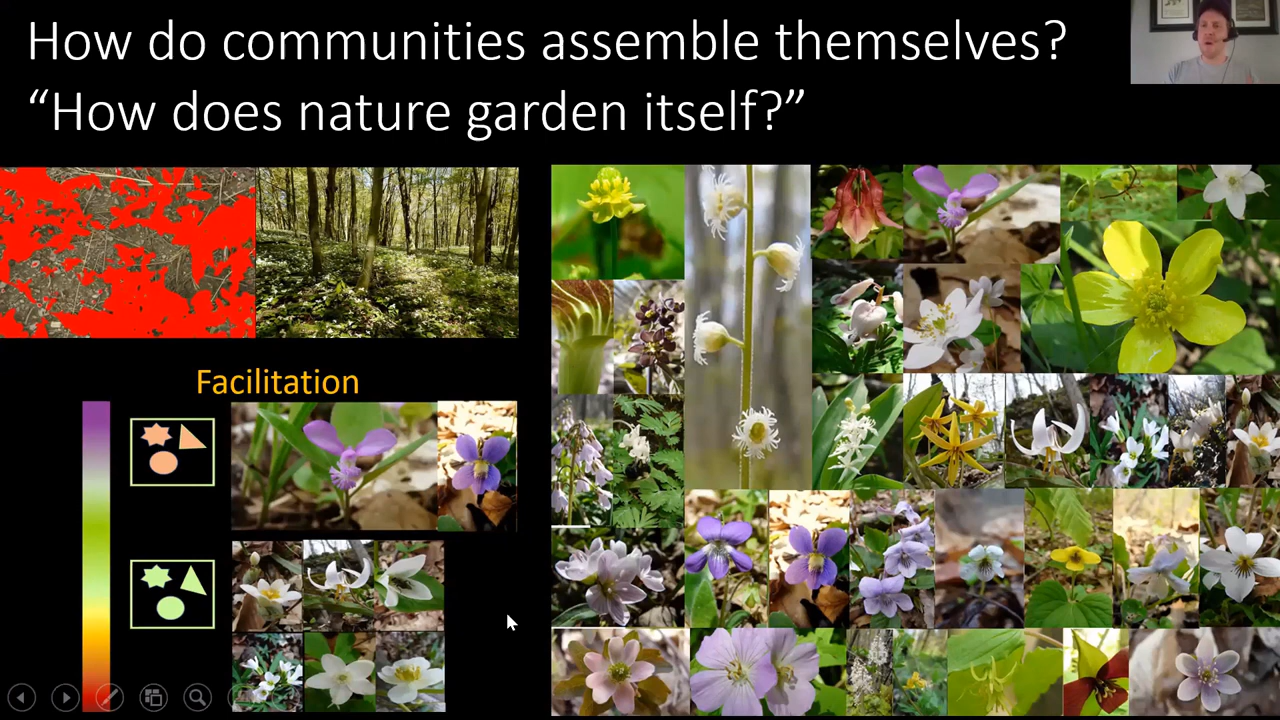 How do communities assemble themselves?
“How does nature garden itself?”
Facilitation